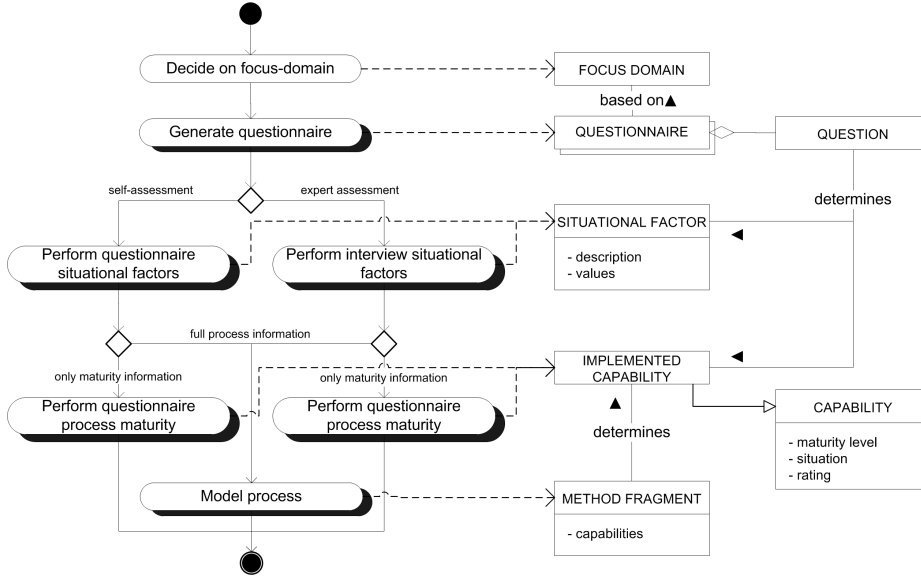 Decide on focus-domain
FOCUS DOMAIN
based on▲
Generate questionnaire
QUESTIONNAIRE
QUESTION
self-assessment
expert assessment
determines
SITUATIONAL FACTOR
- description
- values
Perform questionnaire
situational factors
Perform interview situational
factors
full process information
only maturity information
only maturity information
IMPLEMENTED
CAPABILITY
Perform questionnaire
process maturity
Perform questionnaire
process maturity
determines
CAPABILITY
- maturity level
- situation
- rating
Model process
METHOD FRAGMENT
- capabilities